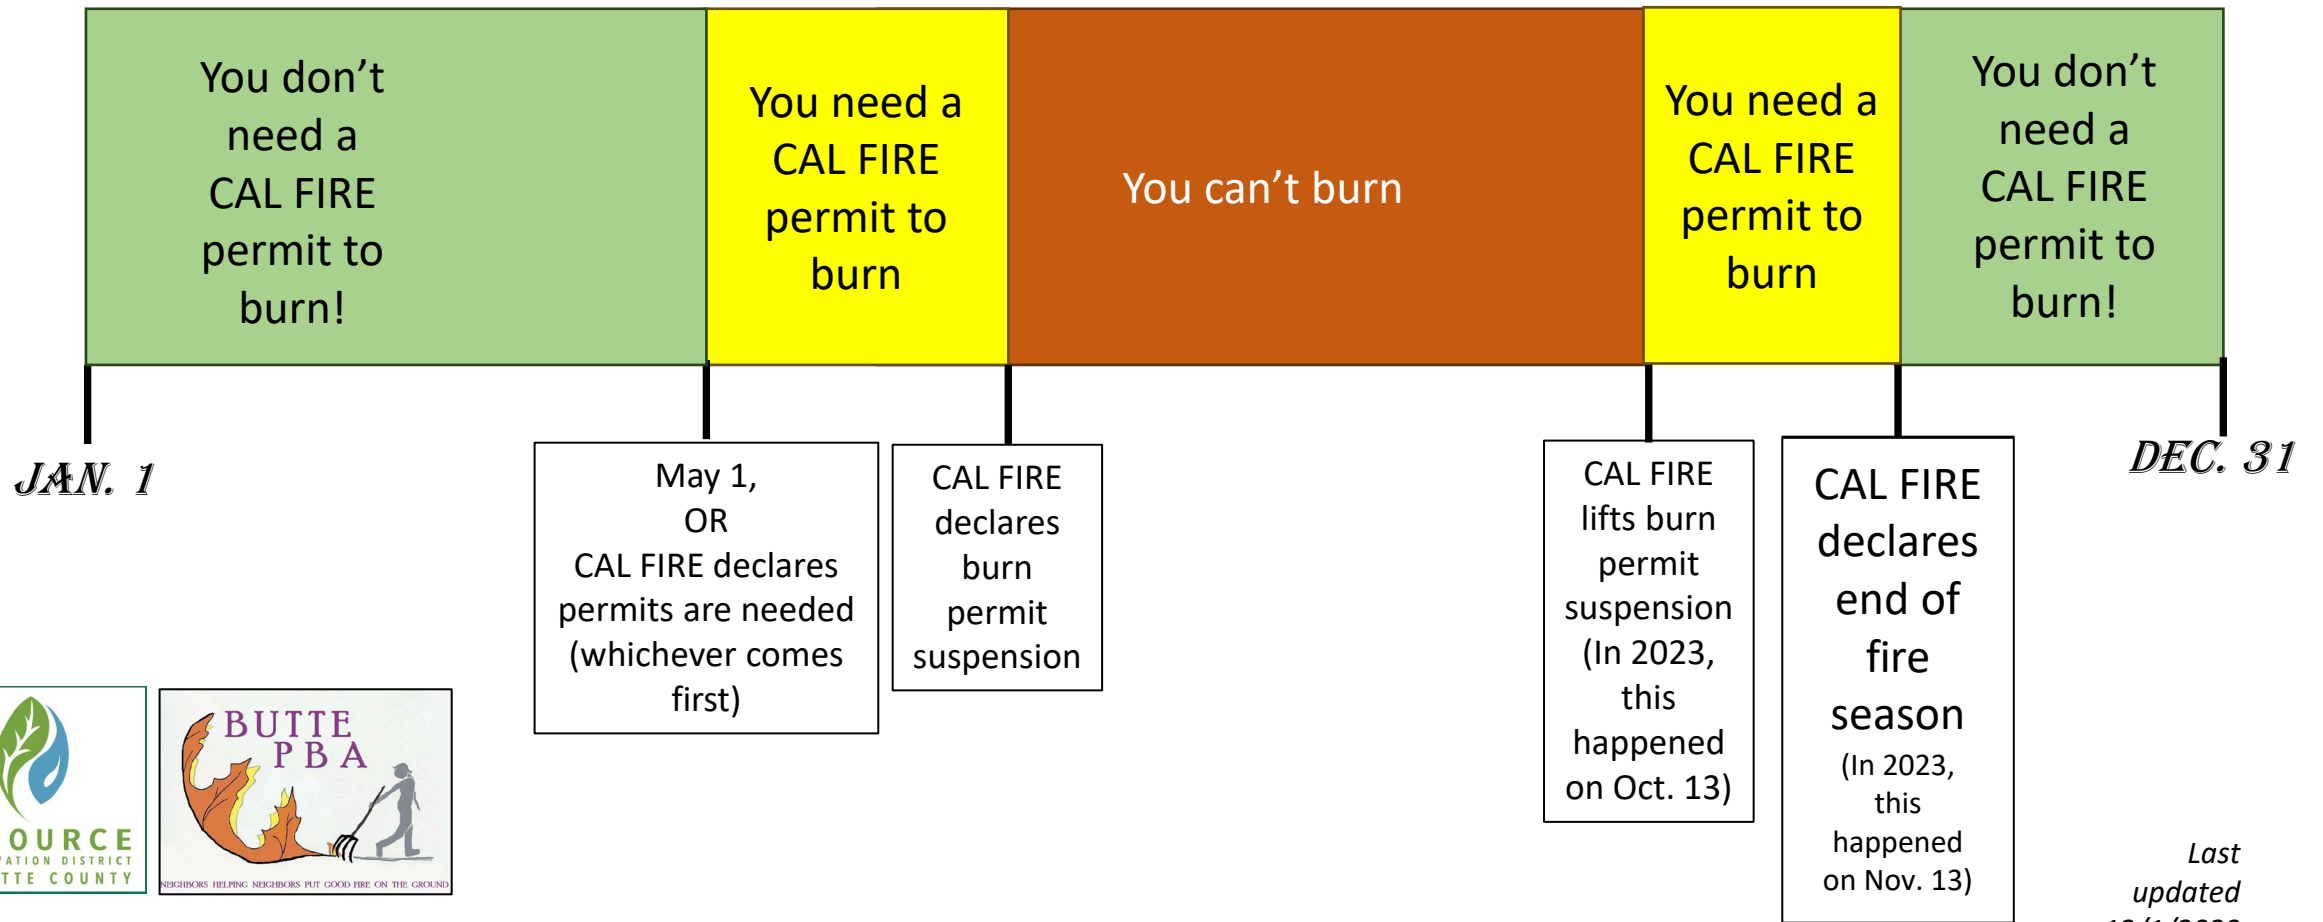 You don't
need a
CAL FIRE
permit to
burn!
You need a
CAL FIRE
permit to
burn
You can't burn
You need a
CAL FIRE
permit to
burn
You don't
need a
CAL FIRE
permit to
burn!
JAN. 1
DEC. 31
May 1,
OR
CAL FIRE declares
permits are needed
(whichever comes
first)
CAL FIRE
declares
burn
permit
suspension
CAL FIRE
lifts burn
permit
suspension
(In 2023,
this
happened
on Oct. 13)
CAL FIRE
declares
end of
fire
season
(In 2023,
this
happened
on Nov. 13)
OURCE
VATION DISTRICT
TTE COUNTY
BUTTE
PBA
NEIGHBORS HELPING NEIGHBORS PUT GOOD FIRE ON THE GROUND
Last
updated